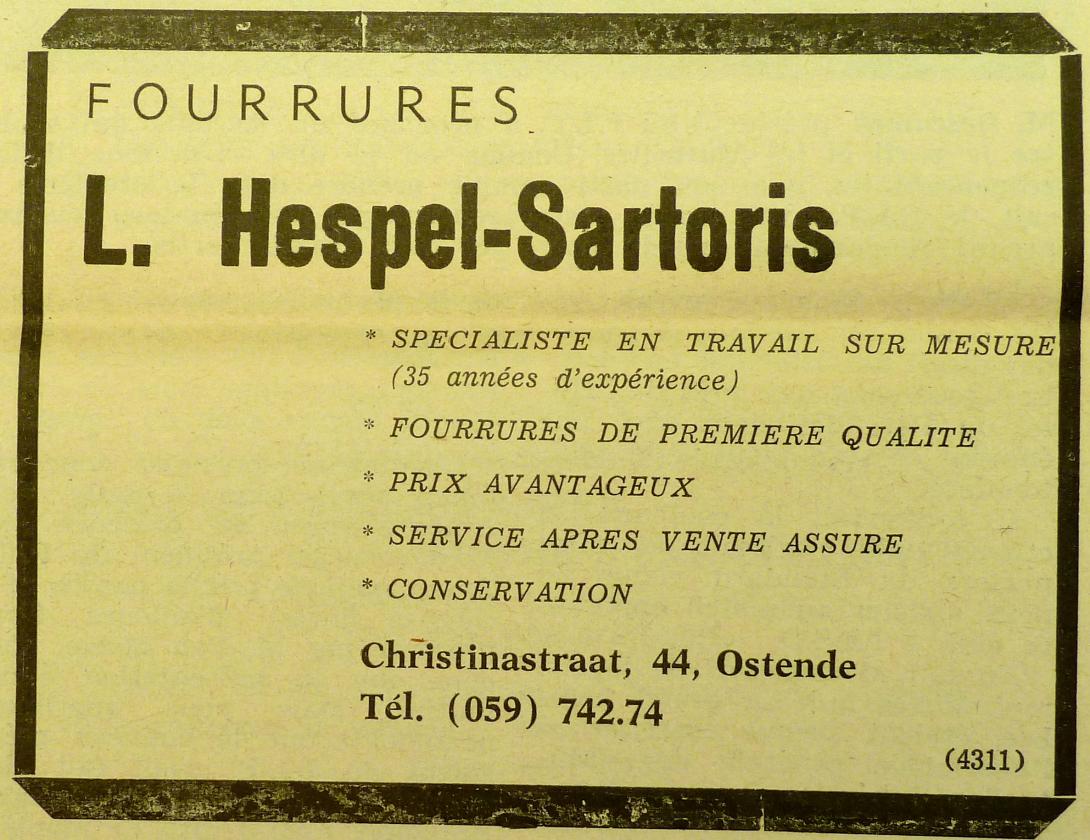 FOURRURES
L. Hespel-Sartoris
* SPECIALISTE EN TRAVAIL SUR MESURE
(35 années d'expérience)
* FOURRURES DE PREMIERE QUALITE
* PRIX AVANTAGEUX
* SERVICE APRES VENTE ASSURE
* CONSERVATION
Christinastraat, 44, Ostende
Tél. (059) 742.74
(4311)